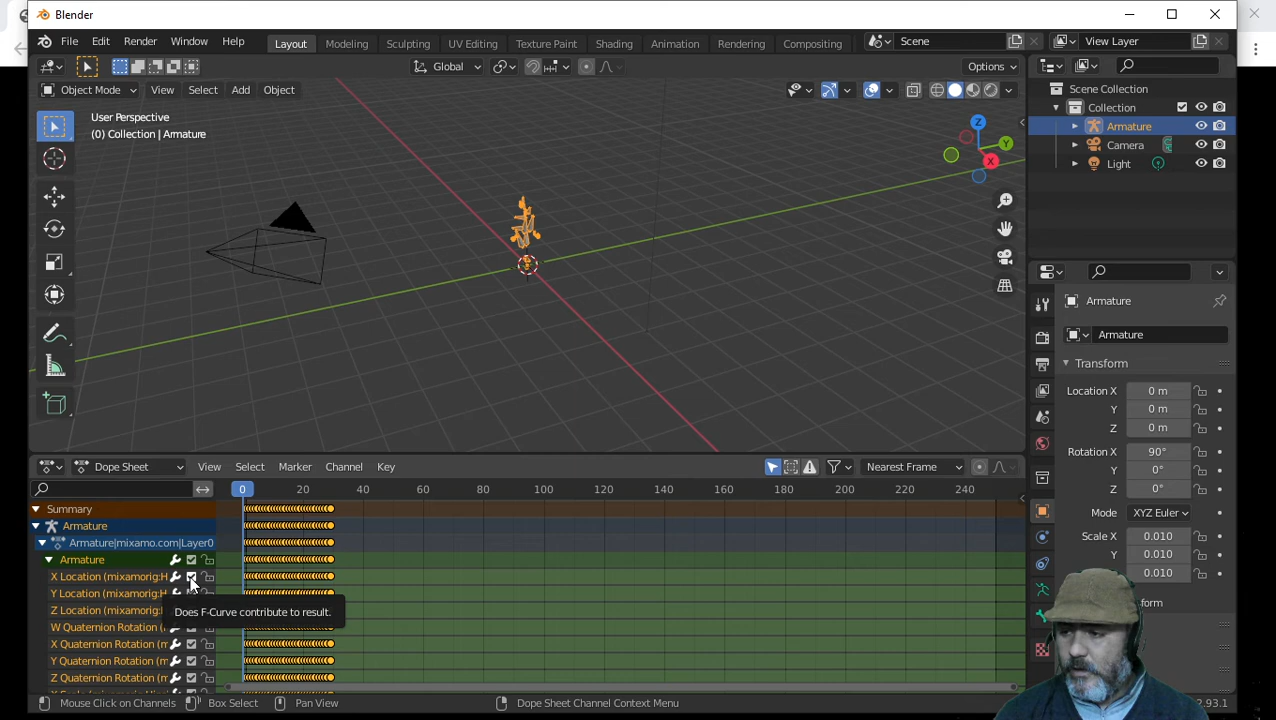 Blender
File Edit Render Window Help Layout Modeling Sculpting UV Editing Texture Paint Shading Animation Rendering Compositing Scene View Layer
Global Options
Object Mode View Select Add Object
User Perspective
(0) Collection | Armature
Z
Y
X
Scene Collection
Collection
Armature
Camera
Light
Armature
Armature
Transform
Location X 0 m
Y 0 m
Z 0 m
Rotation X 90°
Y 0°
Z 0°
Mode XYZ Euler
Scale X 0.010
Y 0.010
Z 0.010
Dope Sheet View Select Marker Channel Key Nearest Frame
0 20 40 60 80 100 120 140 160 180 200 220 240
Summary
Armature
Armature|mixamo.com|Layer0
Armature
X Location (mixamorig:H
Y Location (mixamorig:H
Z Location (mixamorig:
Does F-Curve contribute to result.
W Quaternion Rotation (
X Quaternion Rotation (m
Y Quaternion Rotation (m
Z Quaternion Rotation (m
Mouse Click on Channels Box Select Pan View Dope Sheet Channel Context Menu 2.93.1